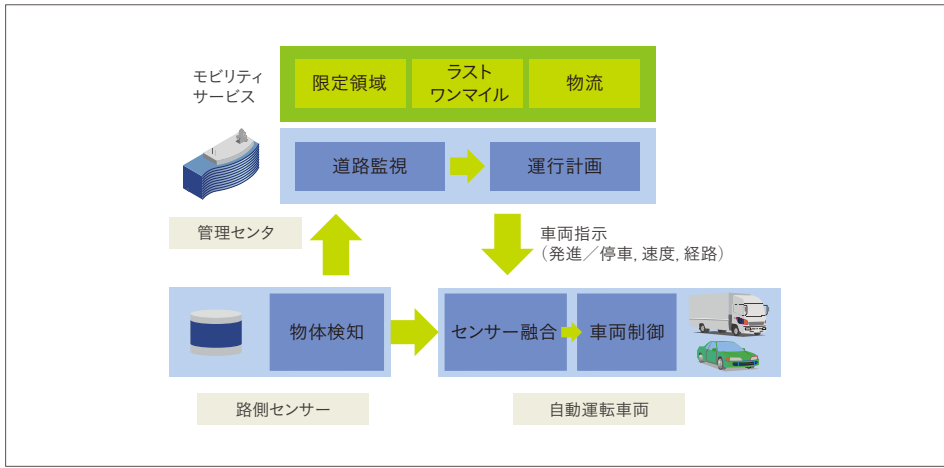 モビリティ
サービス
限定領域
ラスト
ワンマイル
物流
道路監視
運行計画
管理センタ
車両指示
（発進／停車, 速度, 経路）
物体検知
センサー融合
車両制御
路側センサー
自動運転車両